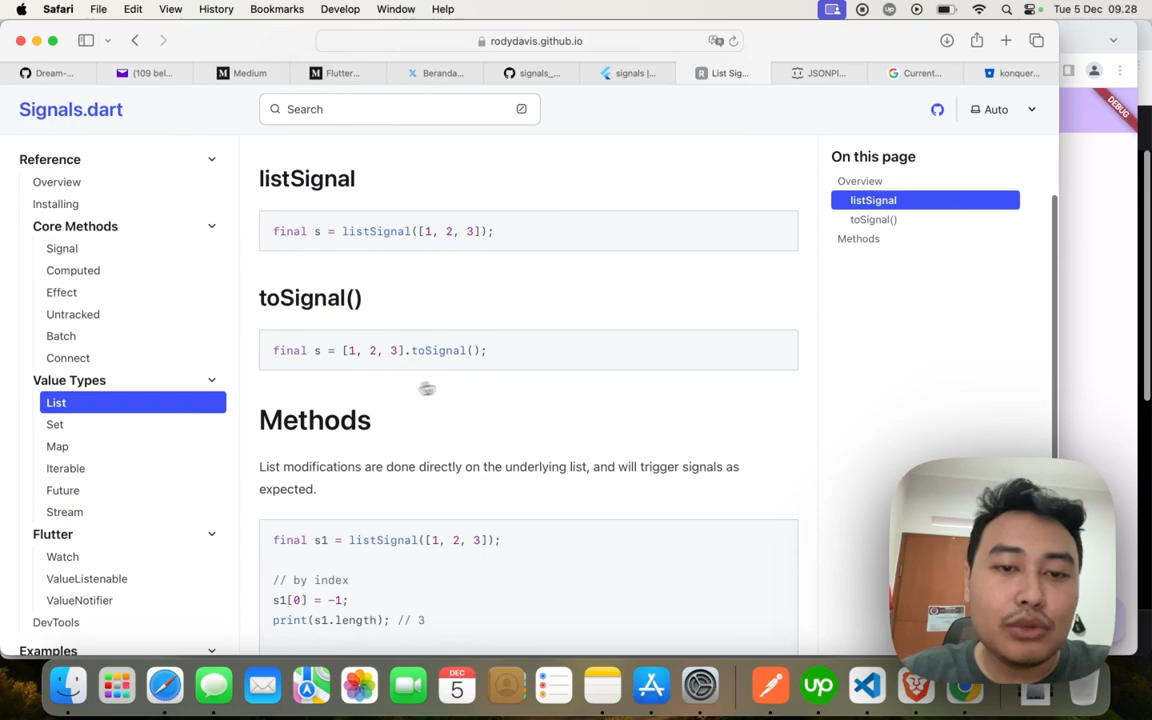 Safari File Edit View History Bookmarks Develop Window Help Tue 5 Dec 09.28
rodydavis.github.io
Dream-... (109 bel... Medium Flutter... Beranda... signals_... signals |... List Sig... JSONPl... Current... konquer...
Signals.dart
Search
Auto
DEBUG
Reference
Overview
Installing
Core Methods
Signal
Computed
Effect
Untracked
Batch
Connect
Value Types
List
Set
Map
Iterable
Future
Stream
Flutter
Watch
ValueListenable
ValueNotifier
DevTools
Examples
listSignal
final s = listSignal([1, 2, 3]);
toSignal()
final s = [1, 2, 3].toSignal();
Methods
List modifications are done directly on the underlying list, and will trigger signals as
expected.
final s1 = listSignal([1, 2, 3]);
// by index
s1[0] = -1;
print(s1.length); // 3
On this page
Overview
listSignal
toSignal()
Methods
DEC
5
up